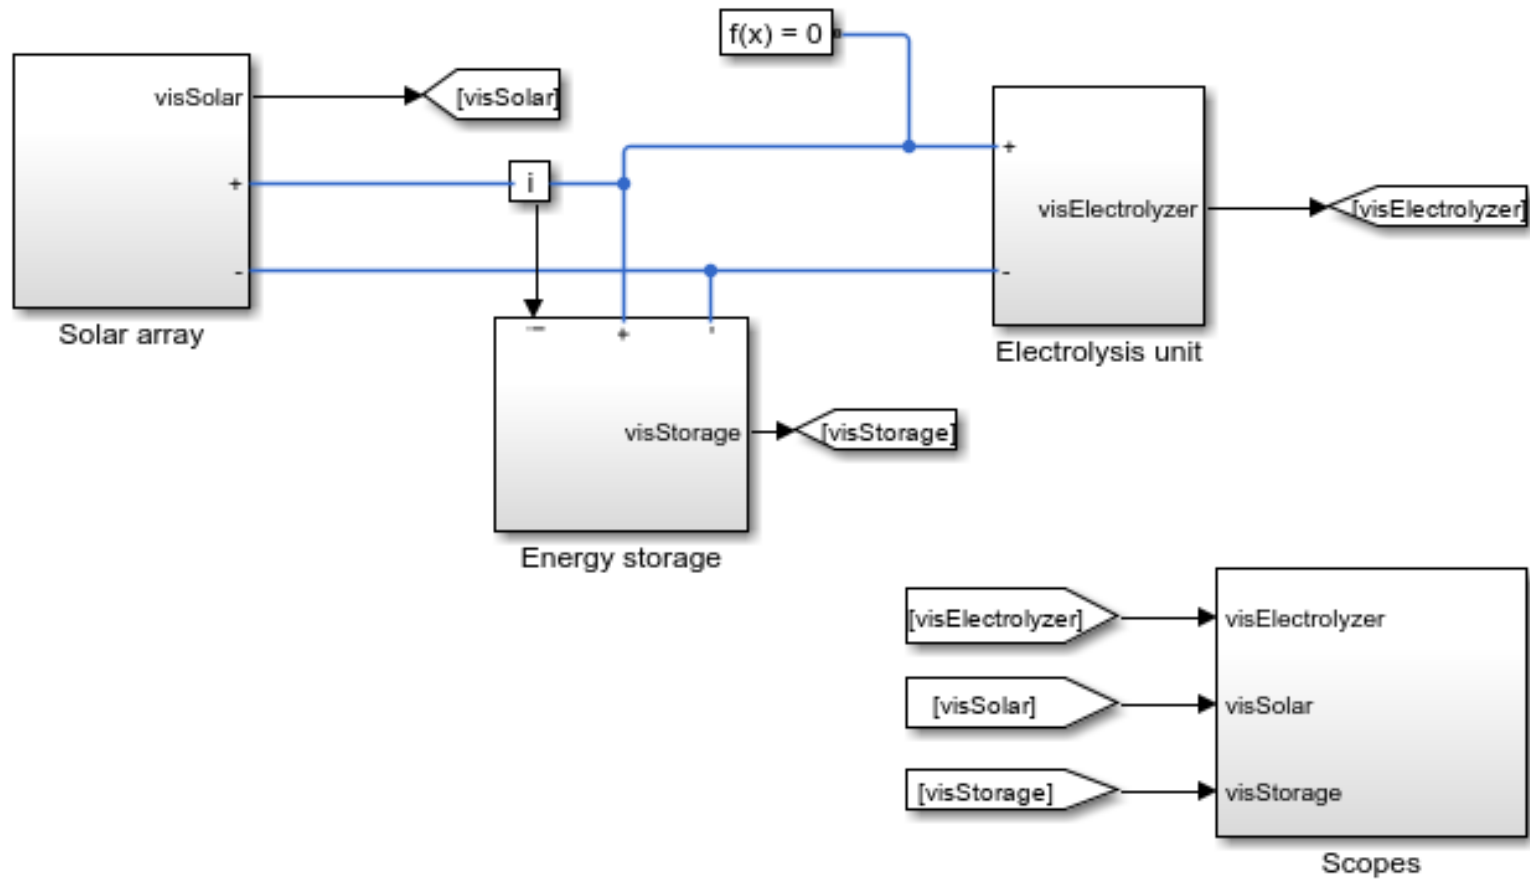 f(x) = 0
visSolar
[visSolar]
+
i
+
visElectrolyzer
[visElectrolyzer]
-
-
Solar array
+
-
Electrolysis unit
visStorage
[visStorage]
Energy storage
[visElectrolyzer]
visElectrolyzer
[visSolar]
visSolar
[visStorage]
visStorage
Scopes